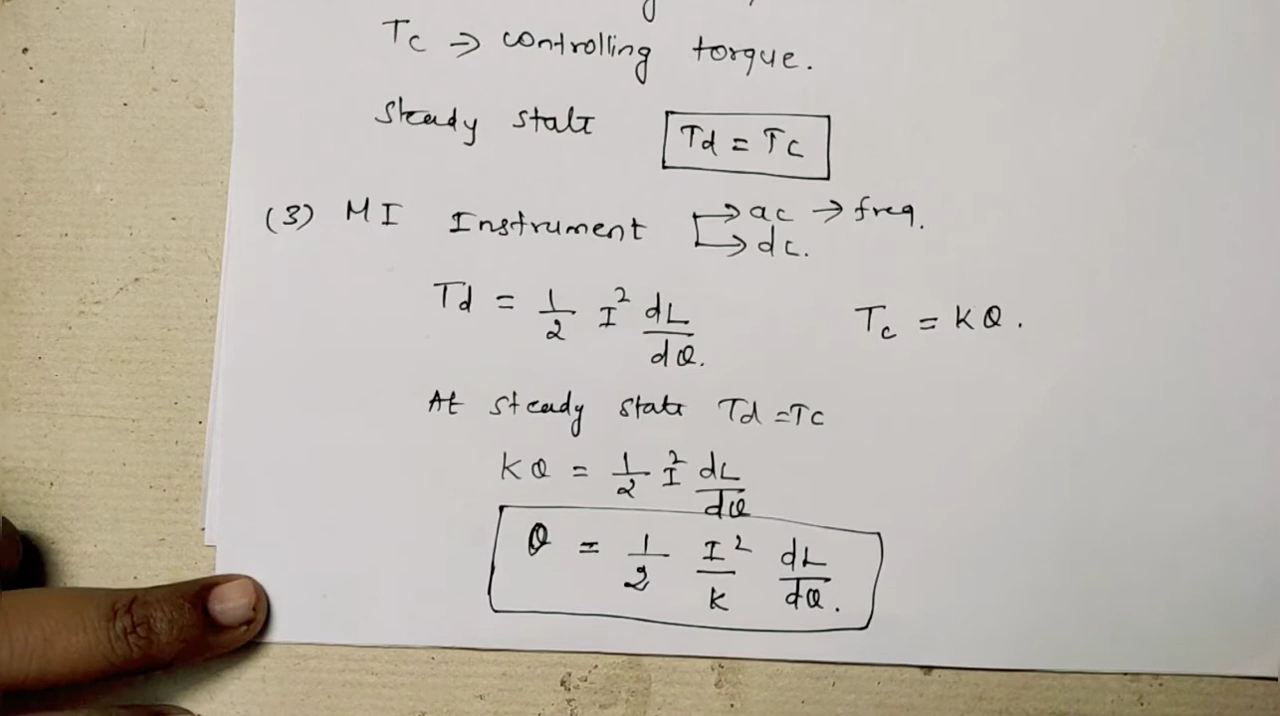 Tc → controlling torque.
Steady state Td = Tc
(3) MI Instrument → ac → freq.
→ dc.
Td = 1/2 I² dL/dθ. Tc = Kθ.
At steady state Td = Tc
Kθ = 1/2 I² dL/dθ
θ = 1/2 I²/K dL/dθ.